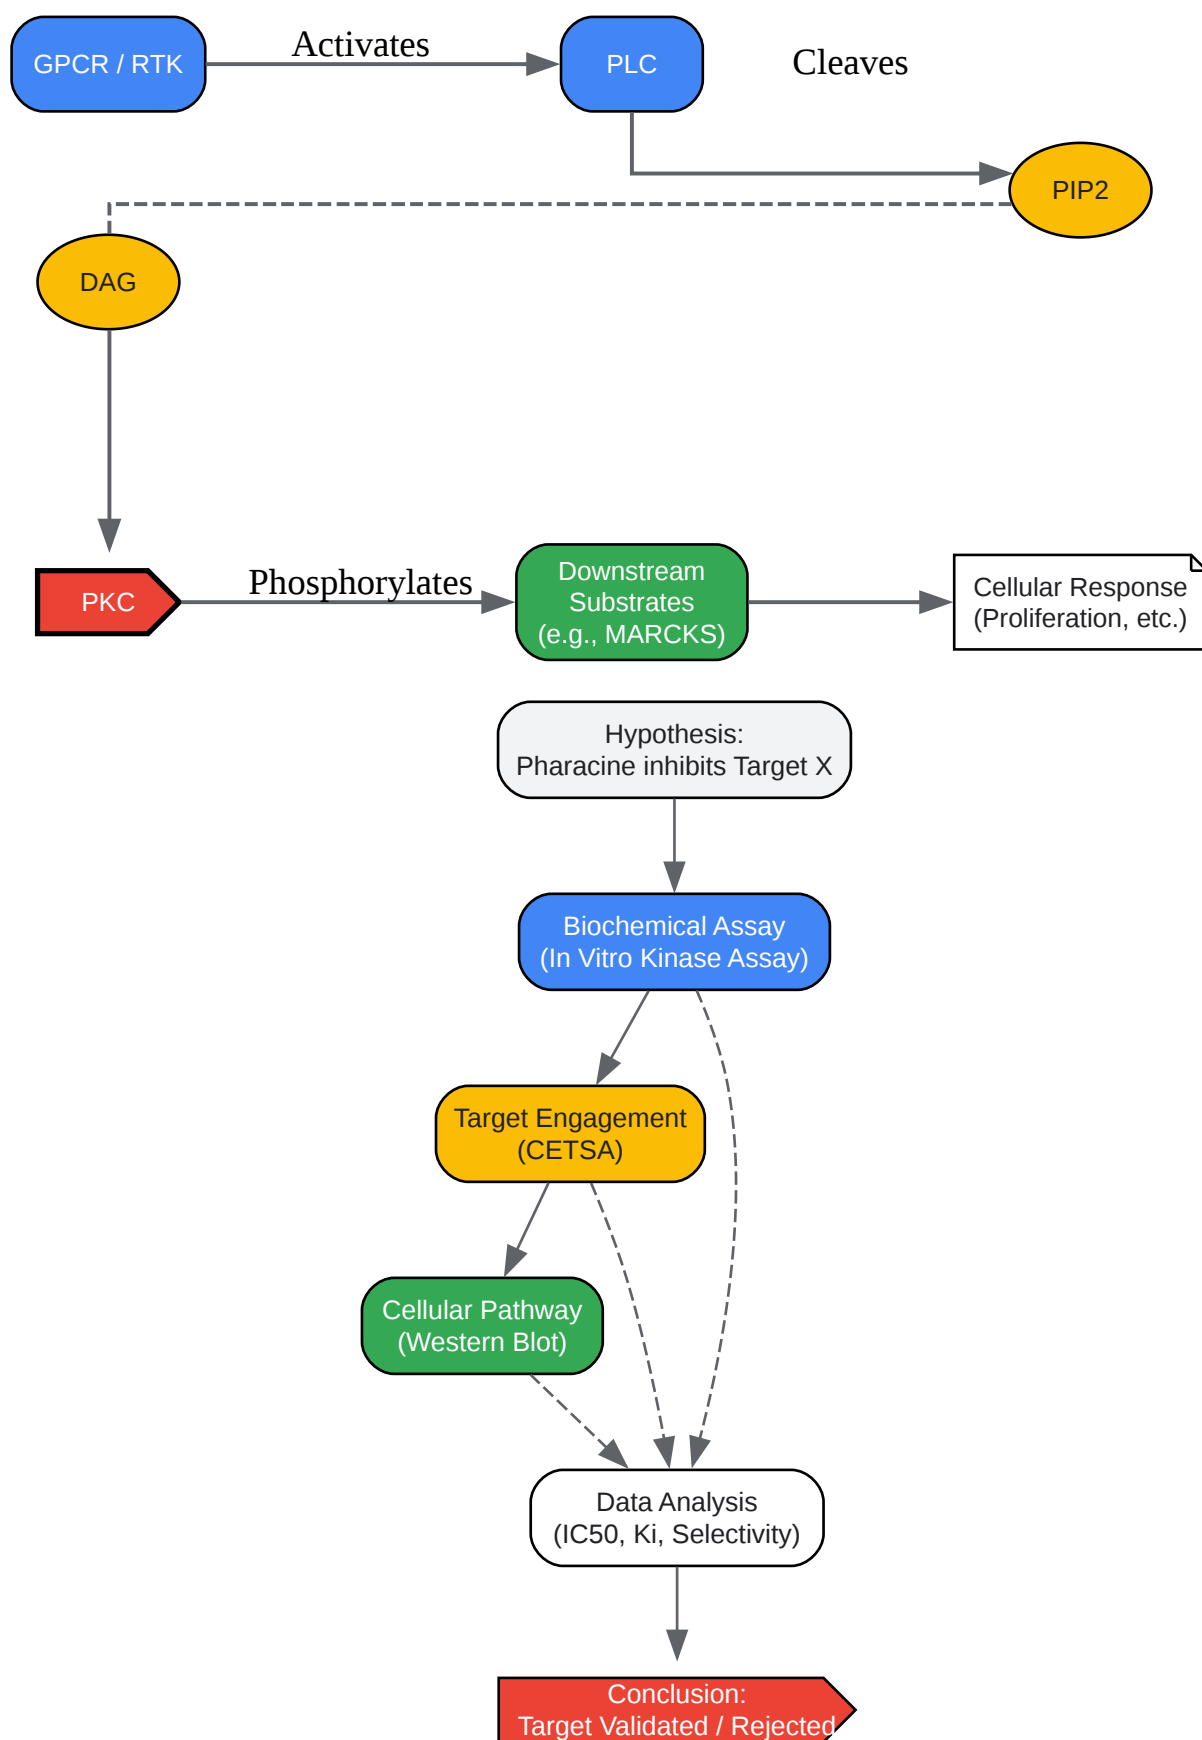 GPCR / RTK
Activates
PLC
Cleaves
PIP2
DAG
PKC
Phosphorylates
Downstream
Substrates
(e.g., MARCKS)
Cellular Response
(Proliferation, etc.)
Hypothesis:
Pharacine inhibits Target X
Biochemical Assay
(In Vitro Kinase Assay)
Target Engagement
(CETSA)
Cellular Pathway
(Western Blot)
Data Analysis
(IC50, Ki, Selectivity)
Conclusion:
Target Validated / Rejected